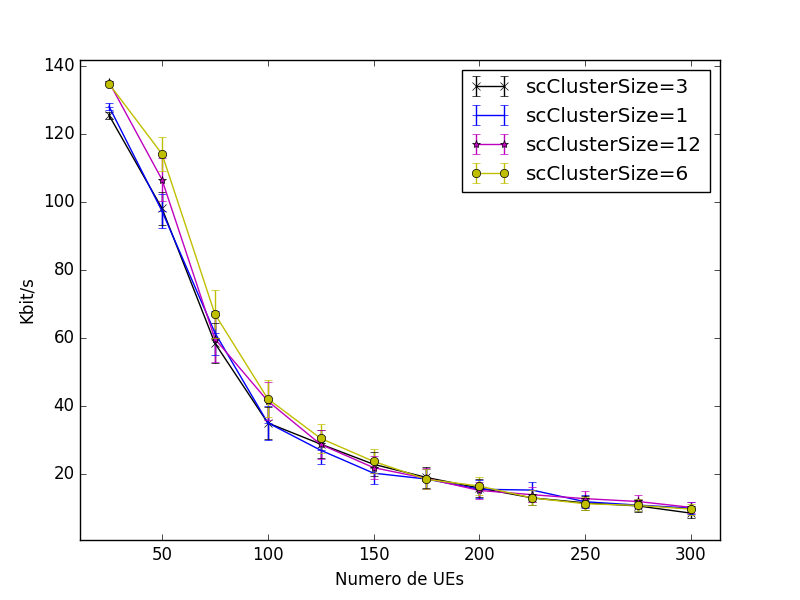 140
120
100
80
60
40
20
Kbit/s
scClusterSize=3
scClusterSize=1
scClusterSize=12
scClusterSize=6
50 100 150 200 250 300
Numero de UEs